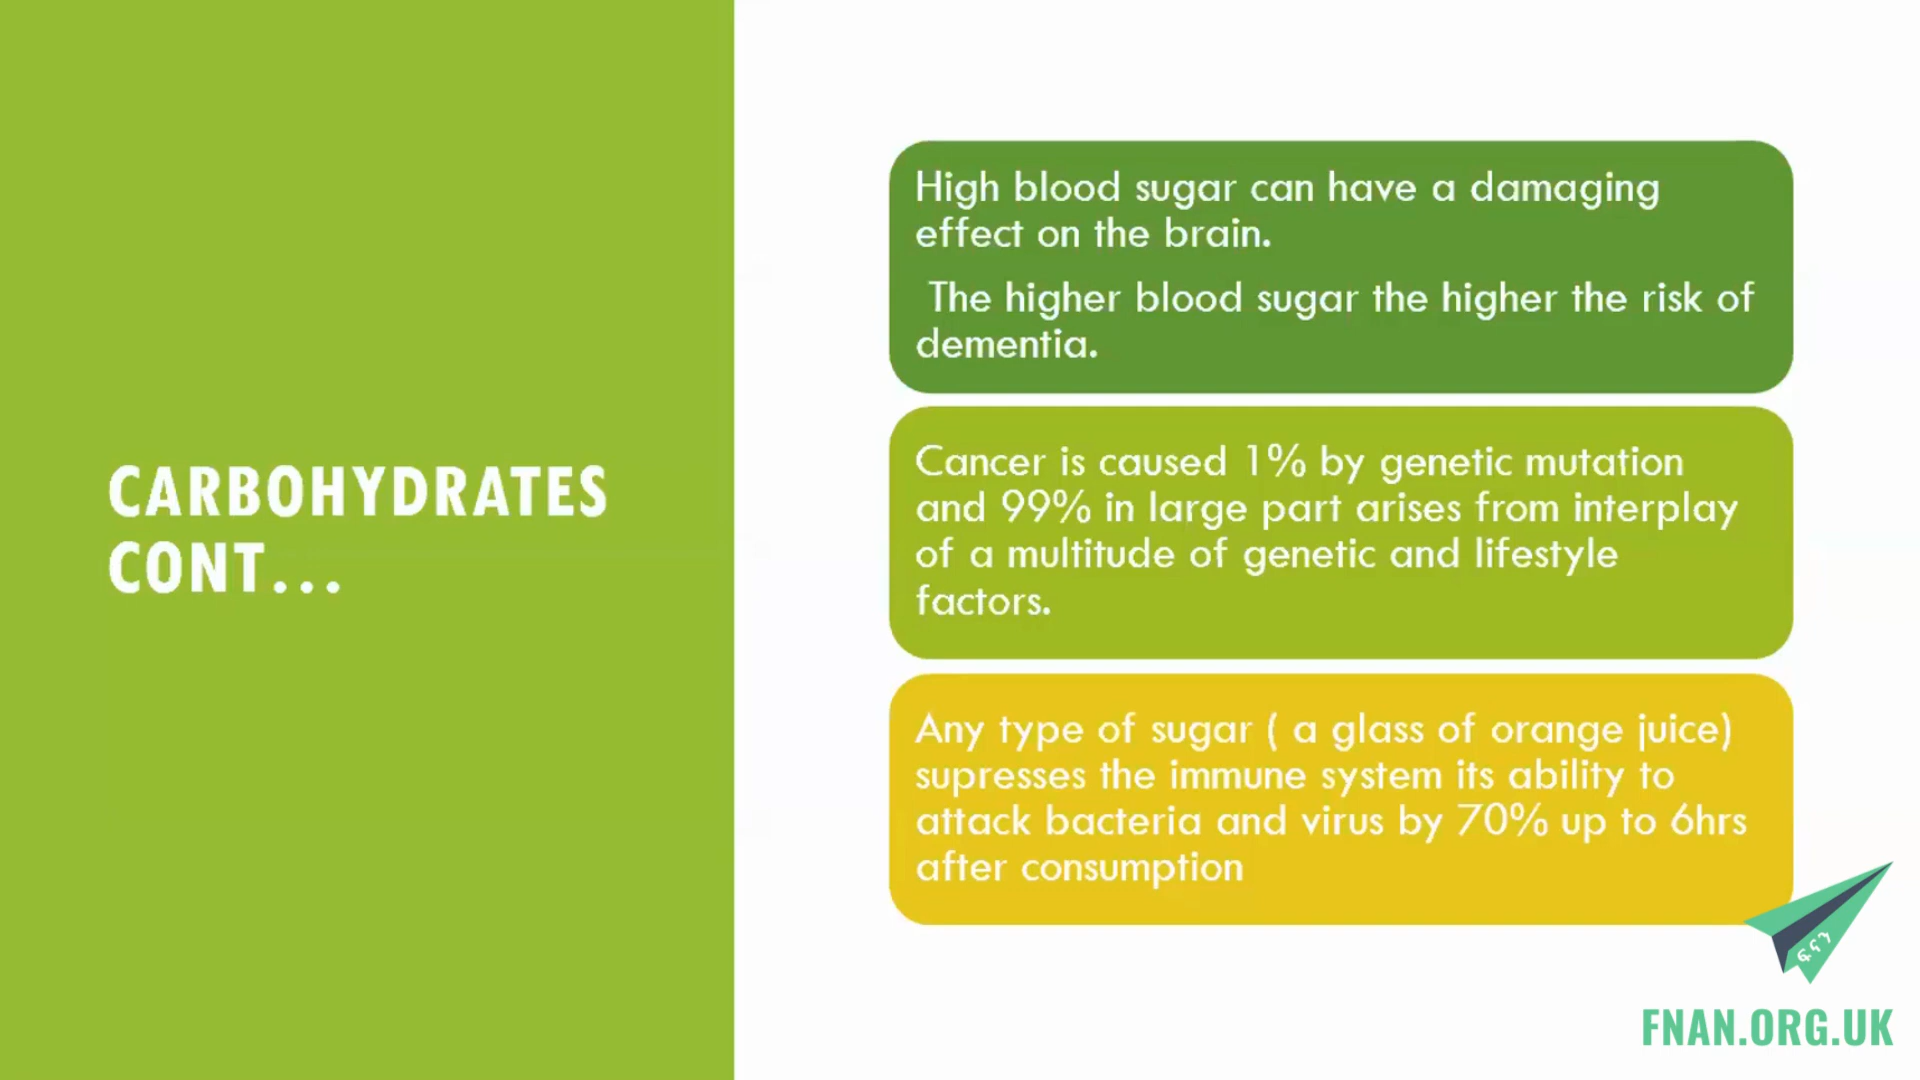 CARBOHYDRATES
CONT...
High blood sugar can have a damaging
effect on the brain.
The higher blood sugar the higher the risk of
dementia.
Cancer is caused 1% by genetic mutation
and 99% in large part arises from interplay
of a multitude of genetic and lifestyle
factors.
Any type of sugar ( a glass of orange juice)
supresses the immune system its ability to
attack bacteria and virus by 70% up to 6hrs
after consumption
ፍናን
FNAN.ORG.UK